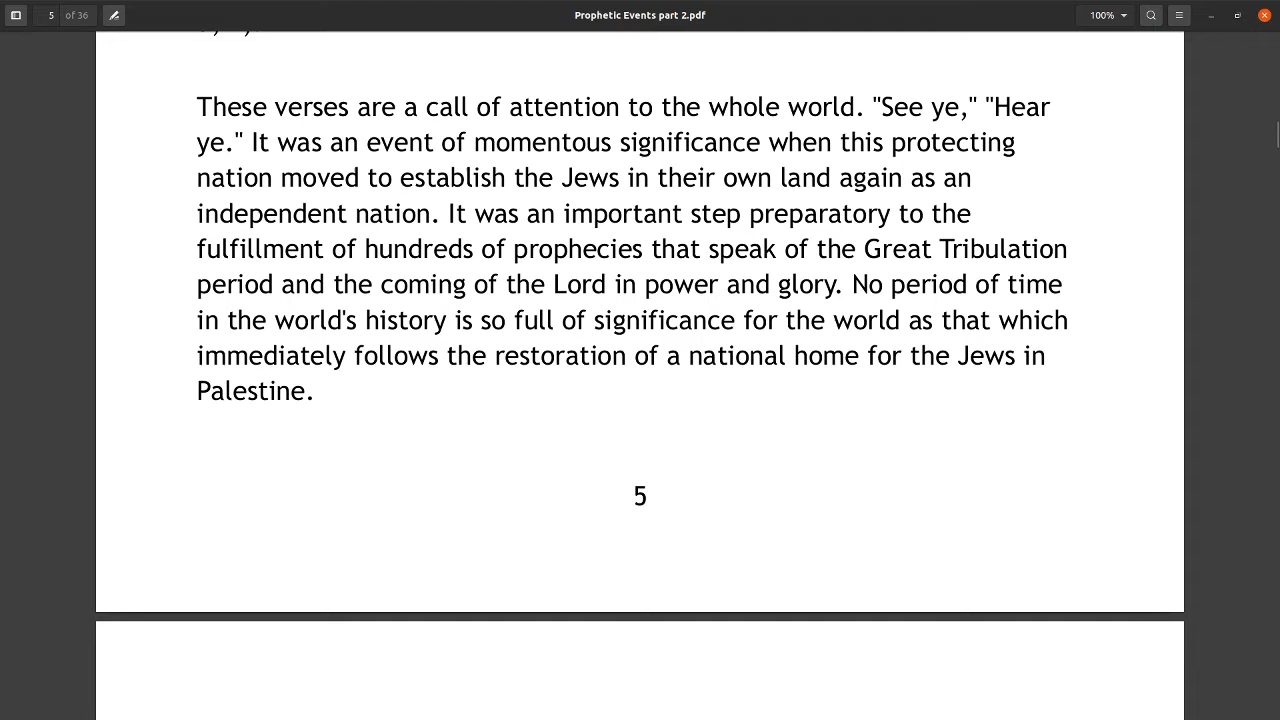 5 of 36
Prophetic Events part 2.pdf
100%
These verses are a call of attention to the whole world. "See ye," "Hear
ye." It was an event of momentous significance when this protecting
nation moved to establish the Jews in their own land again as an
independent nation. It was an important step preparatory to the
fulfillment of hundreds of prophecies that speak of the Great Tribulation
period and the coming of the Lord in power and glory. No period of time
in the world's history is so full of significance for the world as that which
immediately follows the restoration of a national home for the Jews in
Palestine.
5